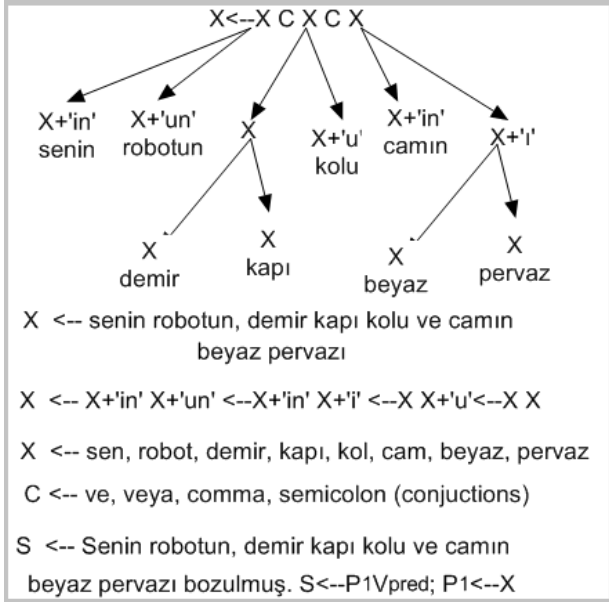 X<--X C X C X
X+'in' X+'un' X X+'u' X+'in' X+'ı'
senin robotun kolu camın
X X X X
demir kapı beyaz pervaz
X <-- senin robotun, demir kapı kolu ve camın
beyaz pervazı
X <-- X+'in' X+'un' <--X+'in' X+'i' <--X X+'u'<--X X
X <-- sen, robot, demir, kapı, kol, cam, beyaz, pervaz
C <-- ve, veya, comma, semicolon (conjuctions)
S <-- Senin robotun, demir kapı kolu ve camın
beyaz pervazı bozulmuş. S<--P1Vpred; P1<--X